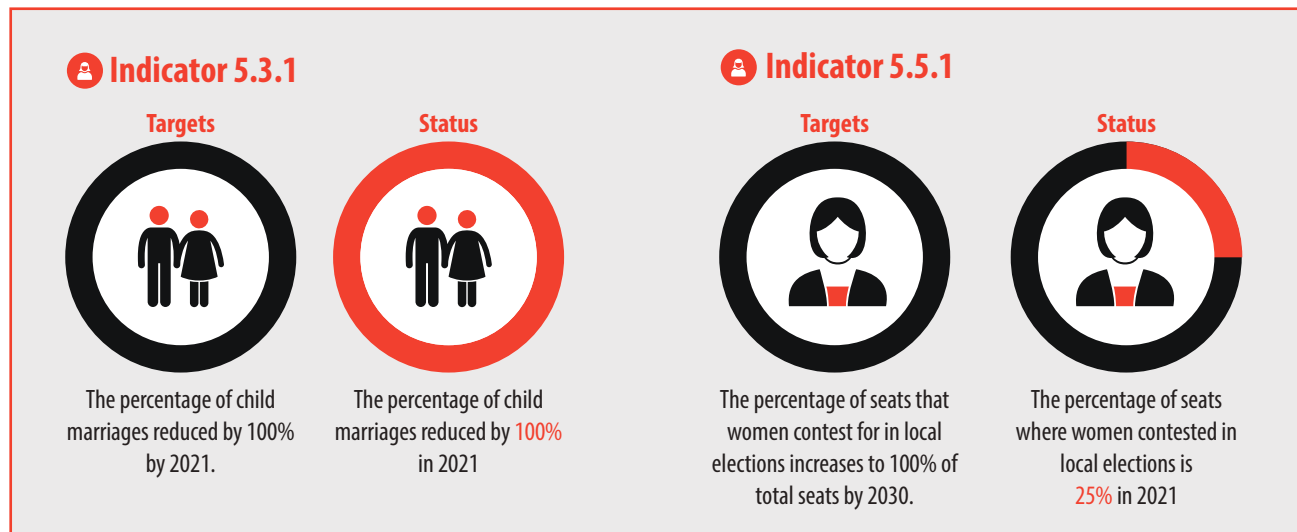 Indicator 5.3.1
Targets
The percentage of child
marriages reduced by 100%
by 2021.
Status
The percentage of child
marriages reduced by 100%
in 2021
Indicator 5.5.1
Targets
The percentage of seats that
women contest for in local
elections increases to 100% of
total seats by 2030.
Status
The percentage of seats
where women contested in
local elections is
25% in 2021